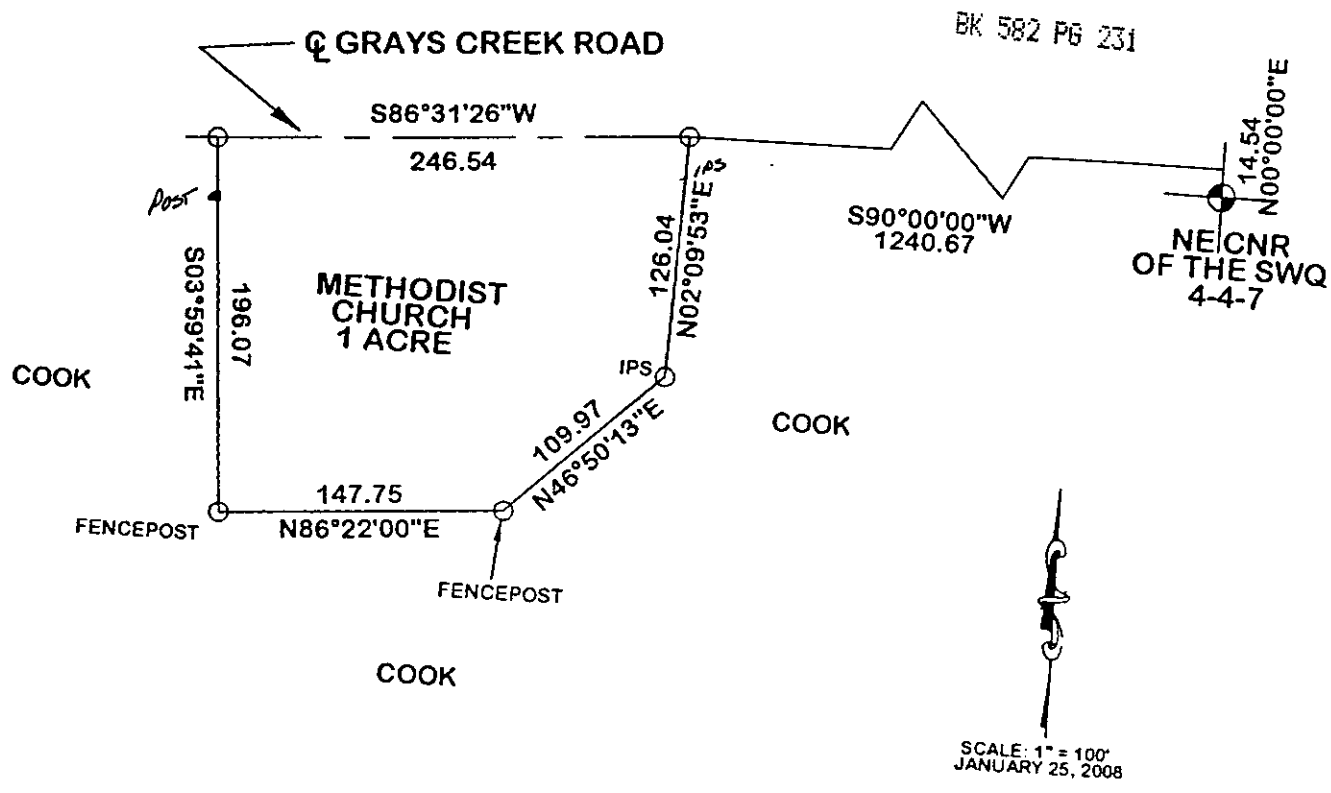 BK 582 PG 231
℄ GRAYS CREEK ROAD
S86°31'26"W
246.54
14.54
N00°00'00"E
Post
IPS
S90°00'00"W
1240.67
NE CNR
OF THE SWQ
4-4-7
S03°59'41"E
196.07
METHODIST
CHURCH
1 ACRE
126.04
N02°09'53"E
COOK
IPS
COOK
109.97
N46°50'13"E
147.75
N86°22'00"E
FENCEPOST
FENCEPOST
COOK
SCALE: 1" = 100'
JANUARY 25, 2008